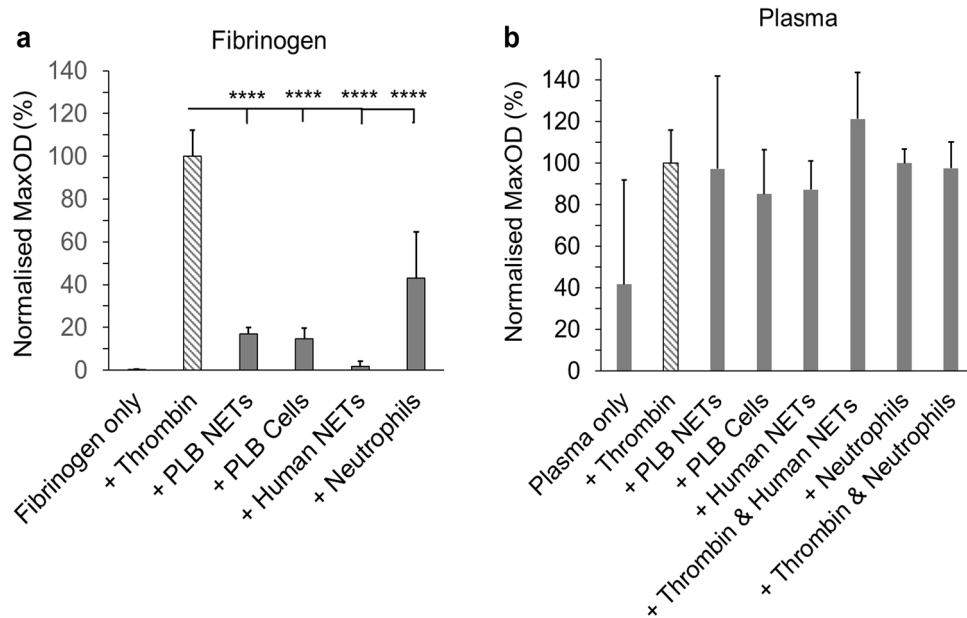 a
Fibrinogen
Normalised MaxOD (%)
140
120
100
80
60
40
20
0
**** **** **** ****
Fibrinogen only
+ Thrombin
+ PLB NETs
+ PLB Cells
+ Human NETs
+ Neutrophils
b
Plasma
Normalised MaxOD (%)
140
120
100
80
60
40
20
0
Plasma only
+ Thrombin
+ PLB NETs
+ PLB Cells
+ Human NETs
+ Thrombin & Human NETs
+ Neutrophils
+ Thrombin & Neutrophils